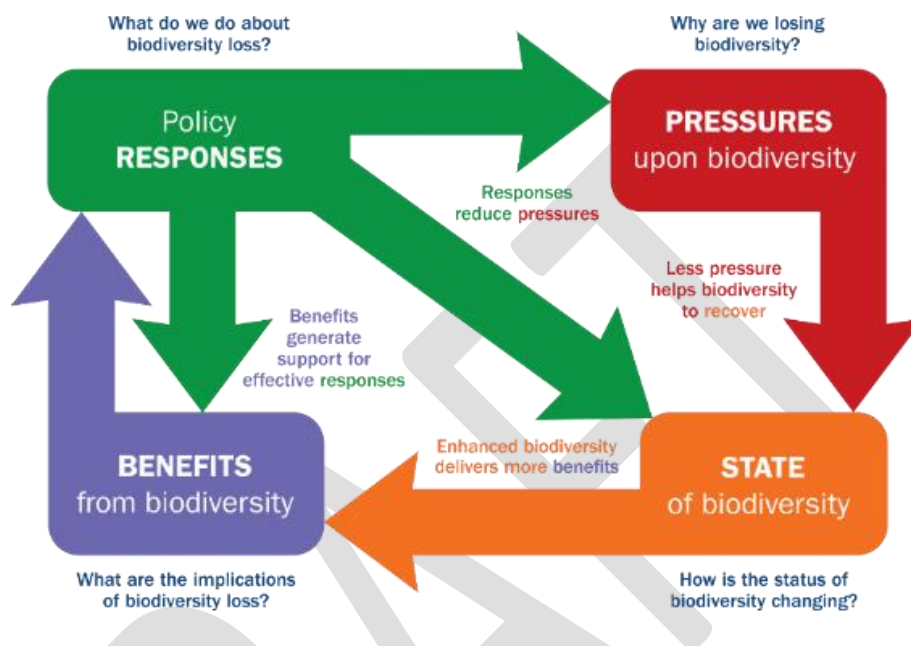 What do we do about
biodiversity loss?
Why are we losing
biodiversity?
Policy
RESPONSES
PRESSURES
upon biodiversity
Responses
reduce pressures
Less pressure
helps biodiversity
to recover
Benefits
generate
support for
effective responses
Enhanced biodiversity
delivers more benefits
BENEFITS
from biodiversity
STATE
of biodiversity
What are the implications
of biodiversity loss?
How is the status of
biodiversity changing?